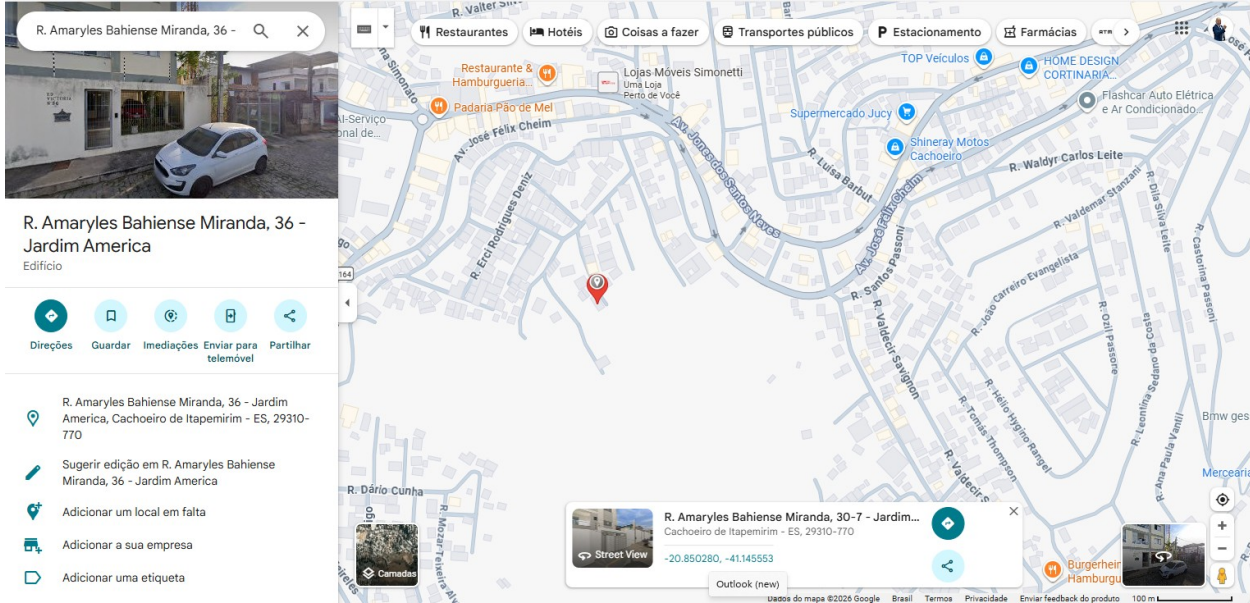 R. Amaryles Bahiense Miranda, 36 -
R. Amaryles Bahiense Miranda, 36 -
Jardim America
Edifício
Direções
Guardar
Imediações
Enviar para
telemóvel
Partilhar
R. Amaryles Bahiense Miranda, 36 - Jardim
America, Cachoeiro de Itapemirim - ES, 29310-
770
Sugerir edição em R. Amaryles Bahiense
Miranda, 36 - Jardim America
Adicionar um local em falta
Adicionar a sua empresa
Adicionar uma etiqueta
Restaurantes
Hotéis
Coisas a fazer
Transportes públicos
Estacionamento
Farmácias
ATM
Restaurante &
Hamburgueria...
Padaria Pão de Mel
Lojas Móveis Simonetti
Uma Loja
Perto de Você
TOP Veículos
HOME DESIGN
CORTINARIA...
Flashcar Auto Elétrica
e Ar Condicionado...
Supermercado Jucy
Shineray Motos
Cachoeiro
AI-Serviço
onal de...
Av. José Félix Cheim
Av. Jones dos Santos Neves
R. Luisa Barbut
R. Waldyr Carlos Leite
R. Valdemar Stanzani
R. Dila Silva Leite
R. Castorina Passoni
R. Erci Rodrigues Deniz
Av. José Félix Cheim
R. Santos Passoni
R. João Carreiro Evangelista
R. Ozil Passone
R. Leontina Sedano da Costa
R. Valdecir Savignon
R. Hélio Hygino Rangel
R. Tomás Thompson
R. Ana Paula Vantil
R. Valdecir S
Bmw ges
Mercearia
164
R. Dário Cunha
R. Mozar Teixeira Al
Camadas
Street View
R. Amaryles Bahiense Miranda, 30-7 - Jardim...
Cachoeiro de Itapemirim - ES, 29310-770
-20.850280, -41.145553
Outlook (new)
Burgerhein
Hamburgu
Dados do mapa ©2026 Google
Brasil
Termos
Privacidade
Enviar feedback do produto
100 m